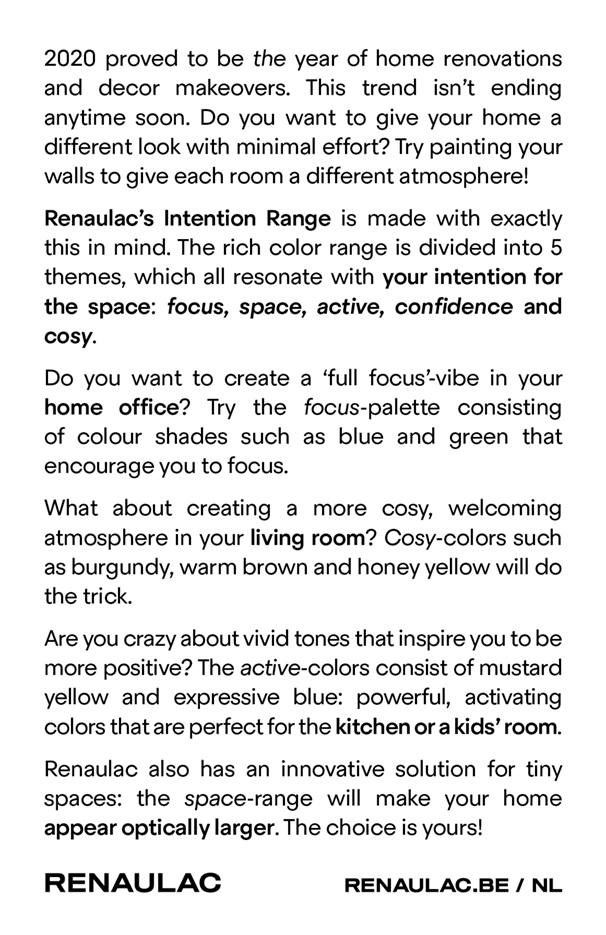 2020 proved to be the year of home renovations
and decor makeovers. This trend isn’t ending
anytime soon. Do you want to give your home a
different look with minimal effort? Try painting your
walls to give each room a different atmosphere!
Renaulac’s Intention Range is made with exactly
this in mind. The rich color range is divided into 5
themes, which all resonate with your intention for
the space: focus, space, active, confidence and
cosy.
Do you want to create a ‘full focus’-vibe in your
home office? Try the focus-palette consisting
of colour shades such as blue and green that
encourage you to focus.
What about creating a more cosy, welcoming
atmosphere in your living room? Cosy-colors such
as burgundy, warm brown and honey yellow will do
the trick.
Are you crazy about vivid tones that inspire you to be
more positive? The active-colors consist of mustard
yellow and expressive blue: powerful, activating
colors that are perfect for the kitchen or a kids’ room.
Renaulac also has an innovative solution for tiny
spaces: the space-range will make your home
appear optically larger. The choice is yours!
RENAULAC RENAULAC.BE / NL